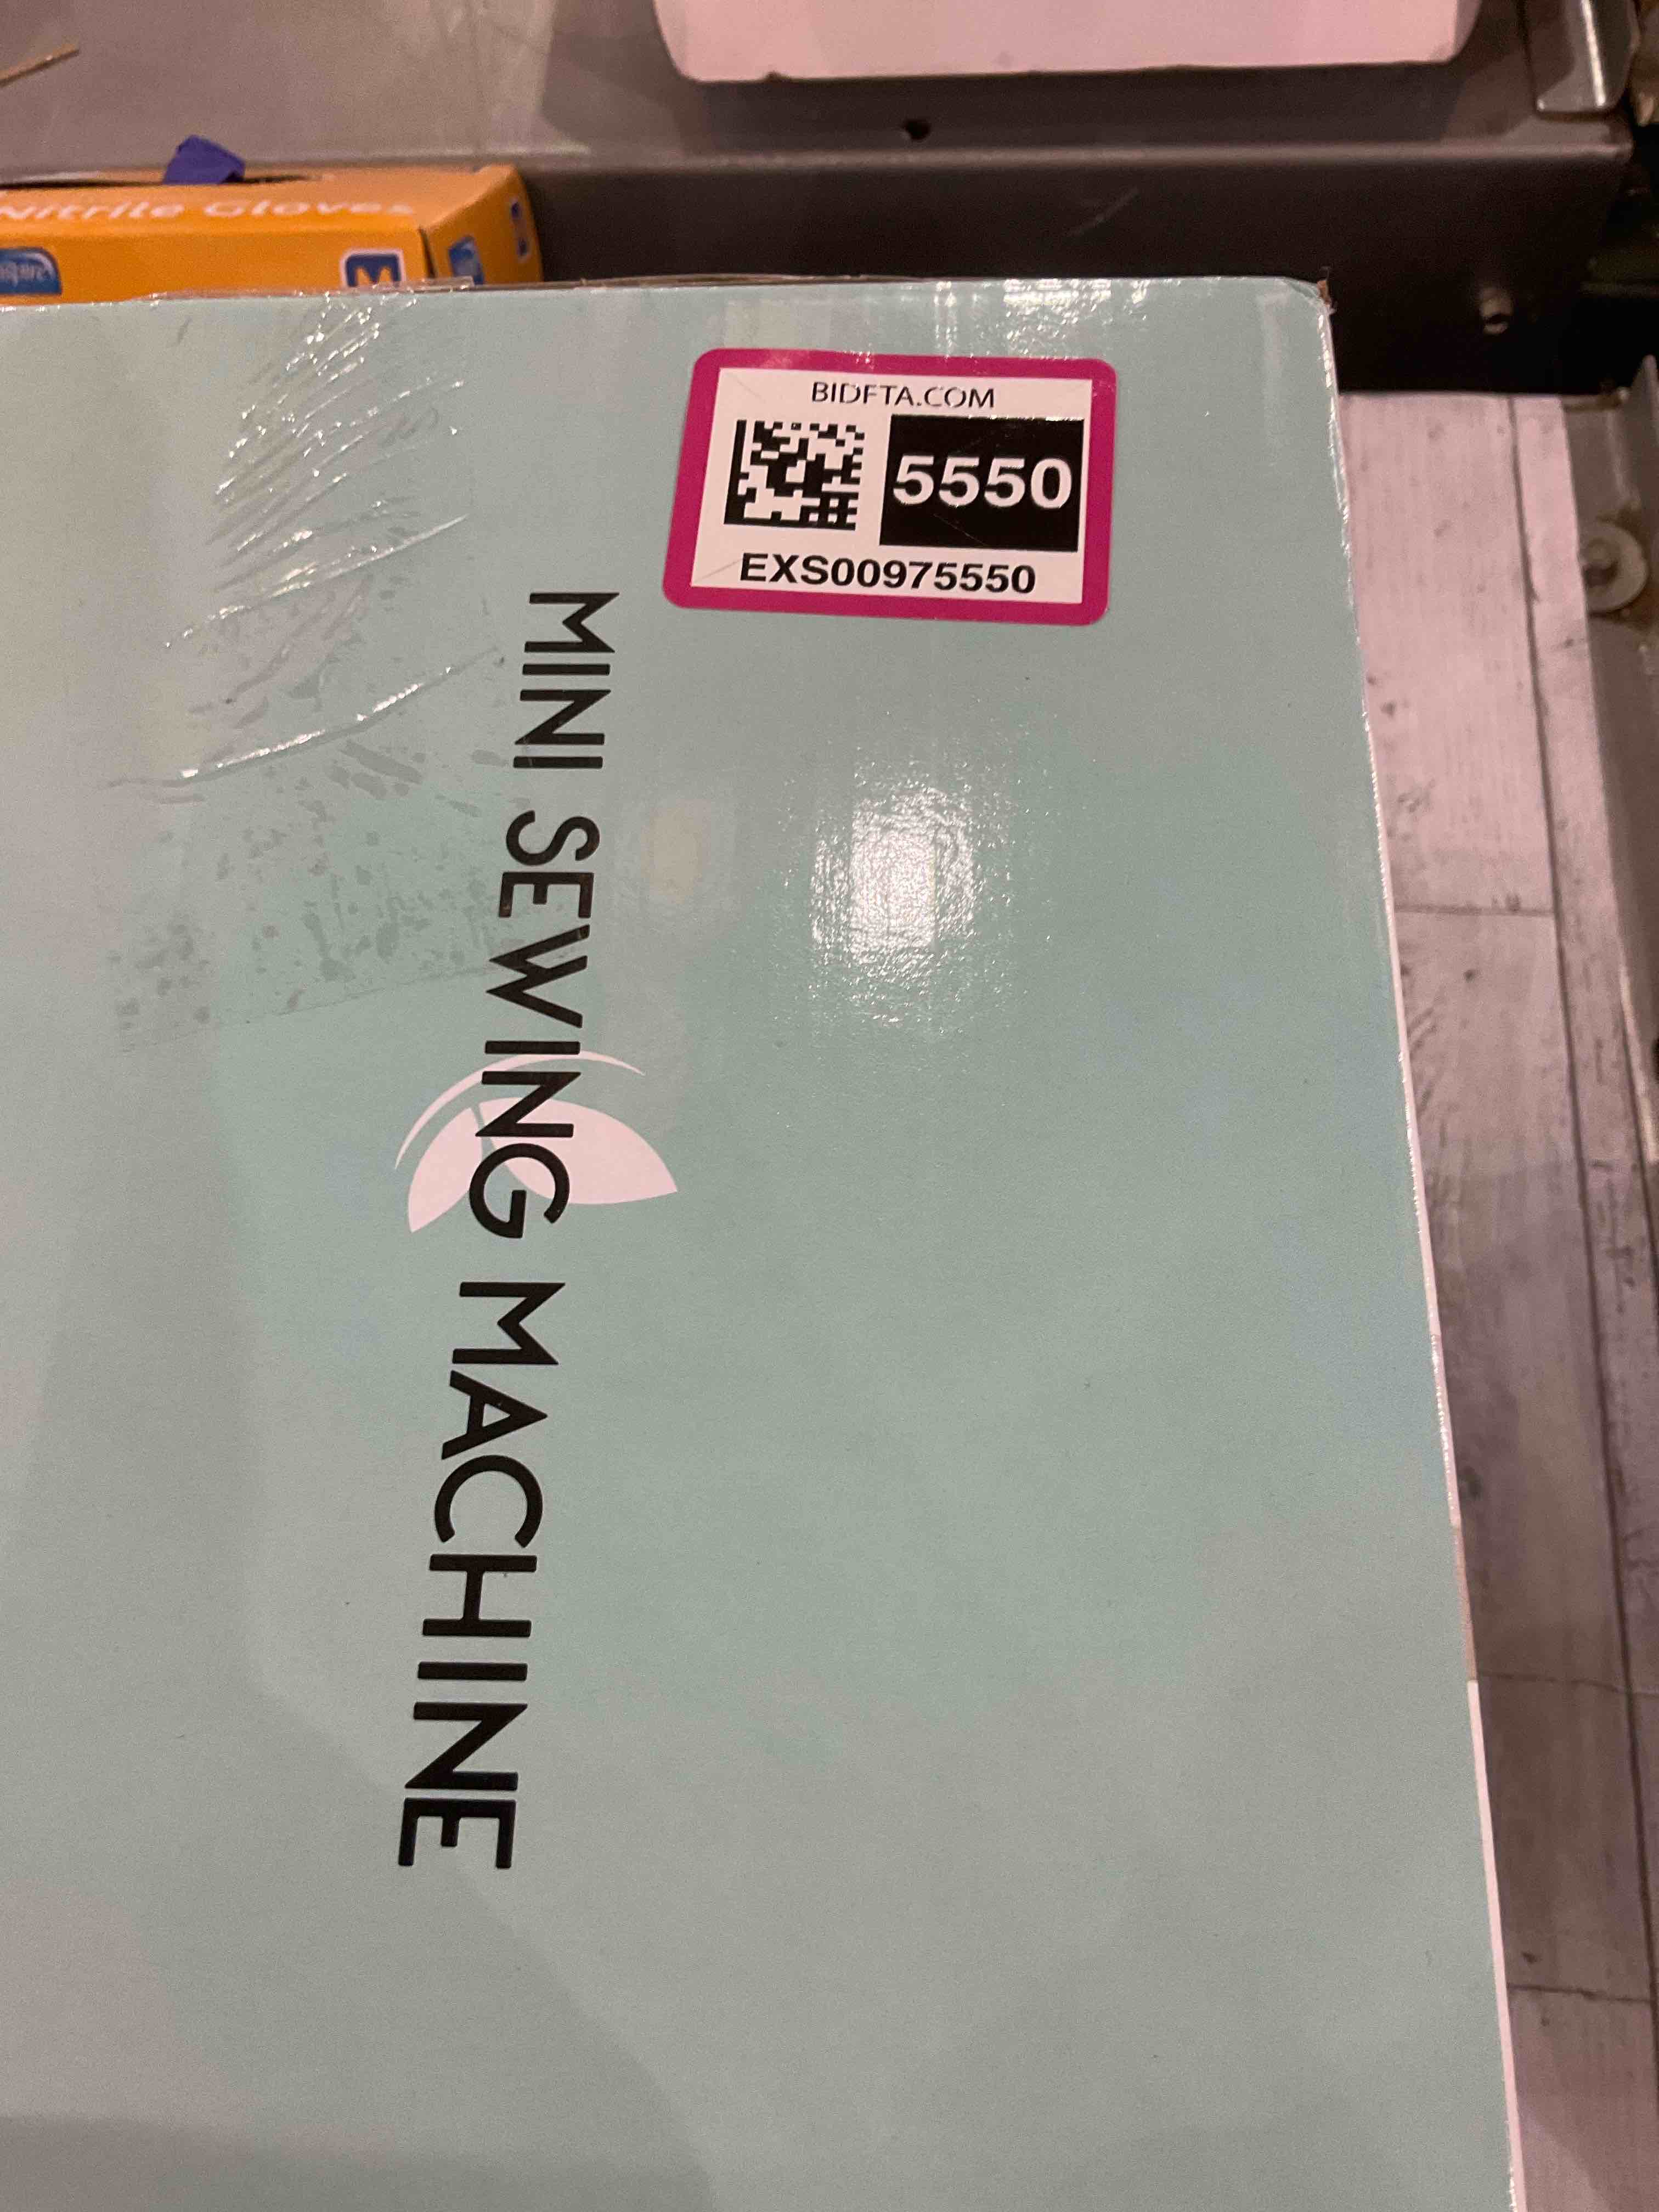 Nitrile Gloves
M
BIDFTA.COM
5550
EXS00975550
MINI SEWING MACHINE